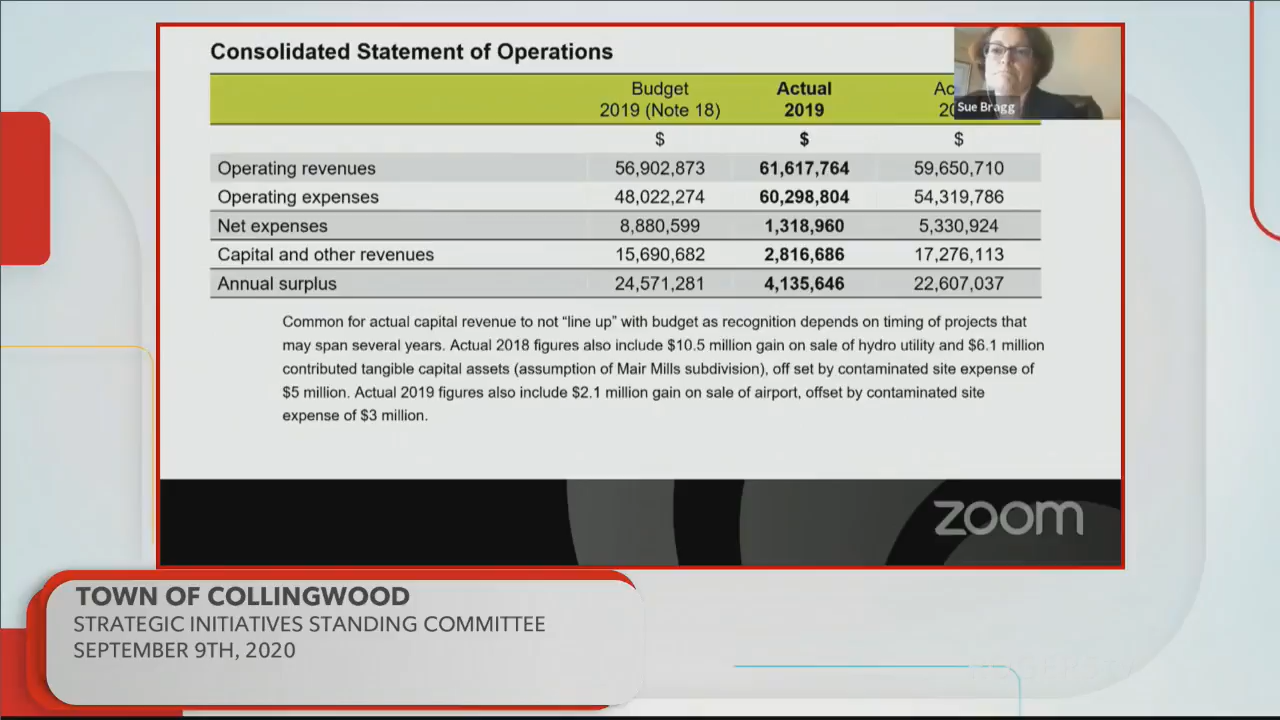 Consolidated Statement of Operations
Budget Actual
2019 (Note 18) 2019
Sue Bragg
$ $ $
Operating revenues 56,902,873 61,617,764 59,650,710
Operating expenses 48,022,274 60,298,804 54,319,786
Net expenses 8,880,599 1,318,960 5,330,924
Capital and other revenues 15,690,682 2,816,686 17,276,113
Annual surplus 24,571,281 4,135,646 22,607,037
Common for actual capital revenue to not “line up” with budget as recognition depends on timing of projects that
may span several years. Actual 2018 figures also include $10.5 million gain on sale of hydro utility and $6.1 million
contributed tangible capital assets (assumption of Mair Mills subdivision), off set by contaminated site expense of
$5 million. Actual 2019 figures also include $2.1 million gain on sale of airport, offset by contaminated site
expense of $3 million.
zoom
TOWN OF COLLINGWOOD
STRATEGIC INITIATIVES STANDING COMMITTEE
SEPTEMBER 9TH, 2020